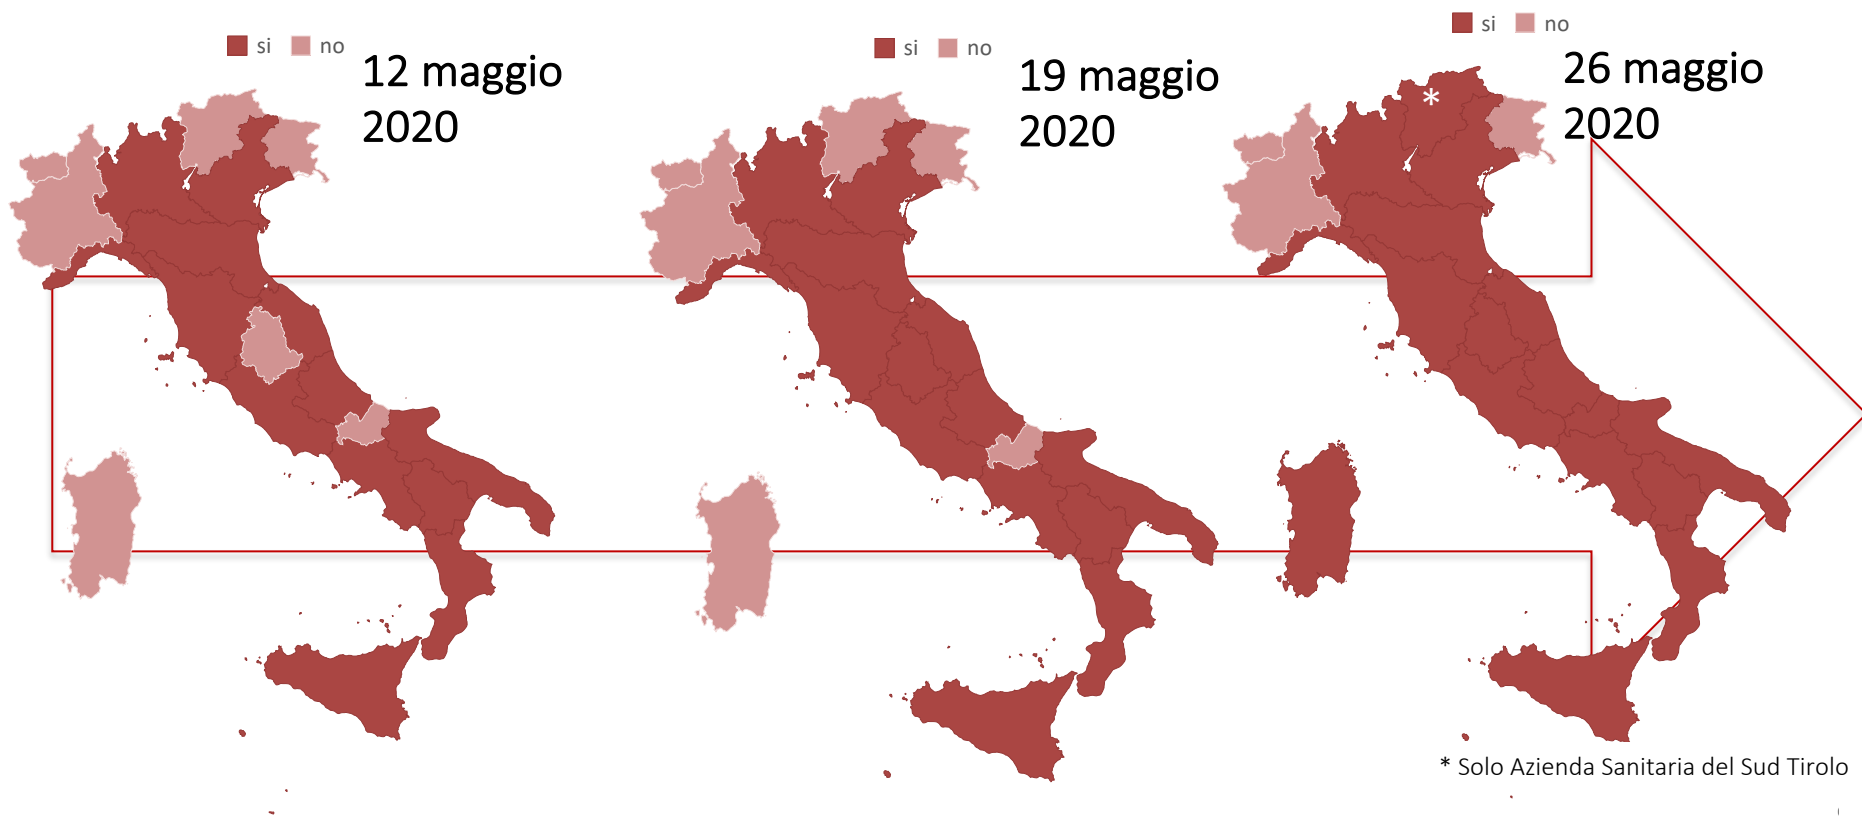 si no
12 maggio
2020
si no
19 maggio
2020
si no
26 maggio
2020
*
* Solo Azienda Sanitaria del Sud Tirolo